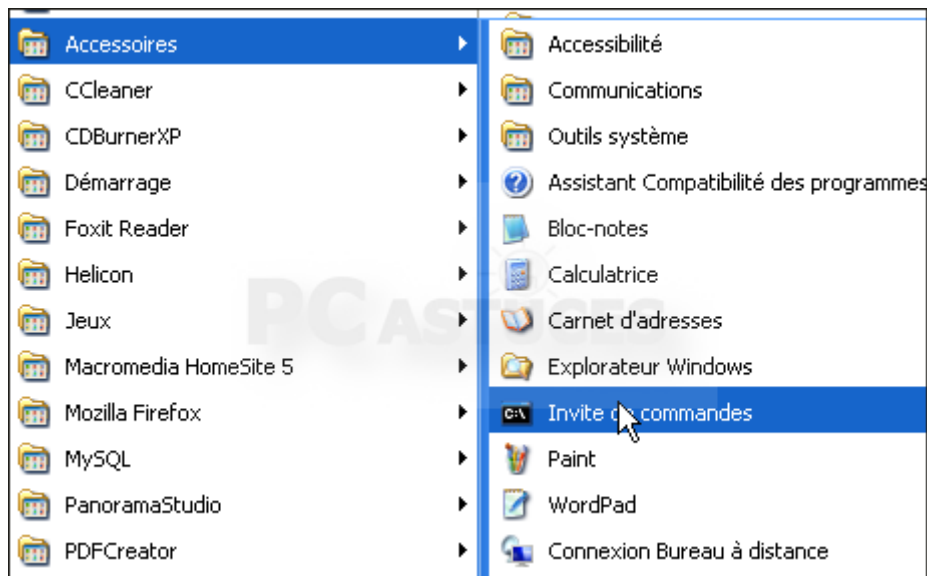 Accessoires
CCleaner
CDBurnerXP
Démarrage
Foxit Reader
Helicon
Jeux
Macromedia HomeSite 5
Mozilla Firefox
MySQL
PanoramaStudio
PDFCreator
Accessibilité
Communications
Outils système
Assistant Compatibilité des programmes
Bloc-notes
Calculatrice
Carnet d'adresses
Explorateur Windows
C:\ Invite de commandes
Paint
WordPad
Connexion Bureau à distance
PC ASTUCES